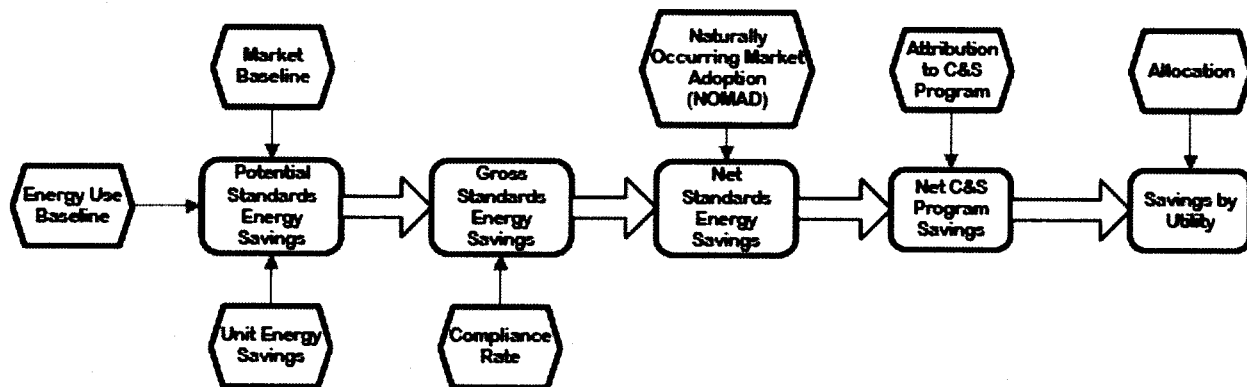 Market
Baseline
Naturally
Occurring Market
Adoption
(NOMAD)
Attribution
to C&S
Program
Allocation
Energy Use
Baseline
Potential
Standards
Energy
Savings
Gross
Standards
Energy
Savings
Net
Standards
Energy
Savings
Net C&S
Program
Savings
Savings by
Utility
Unit Energy
Savings
Compliance
Rate